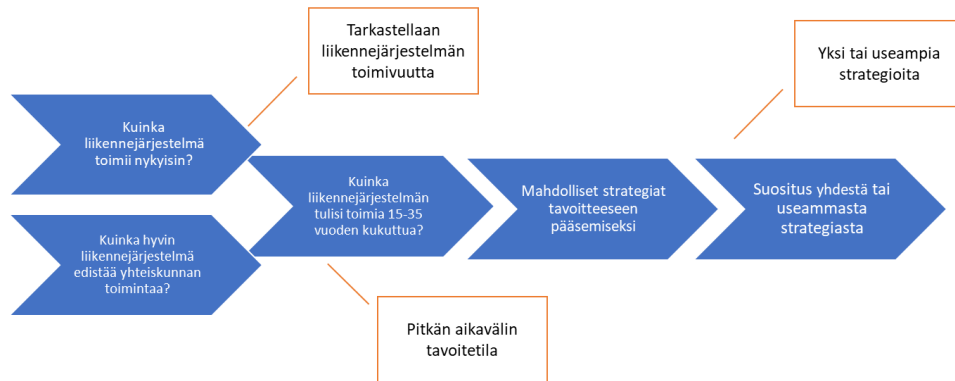 Tarkastellaan
liikennejärjestelmän
toimivuutta
Yksi tai useampia
strategioita
Kuinka
liikennejärjestelmä
toimii nykyisin?
Kuinka hyvin
liikennejärjestelmä
edistää yhteiskunnan
toimintaa?
Kuinka
liikennejärjestelmän
tulisi toimia 15-35
vuoden kukuttua?
Mahdolliset strategiat
tavoitteeseen
pääsemiseksi
Suositus yhdestä tai
useammasta
strategiasta
Pitkän aikavälin
tavoitetila